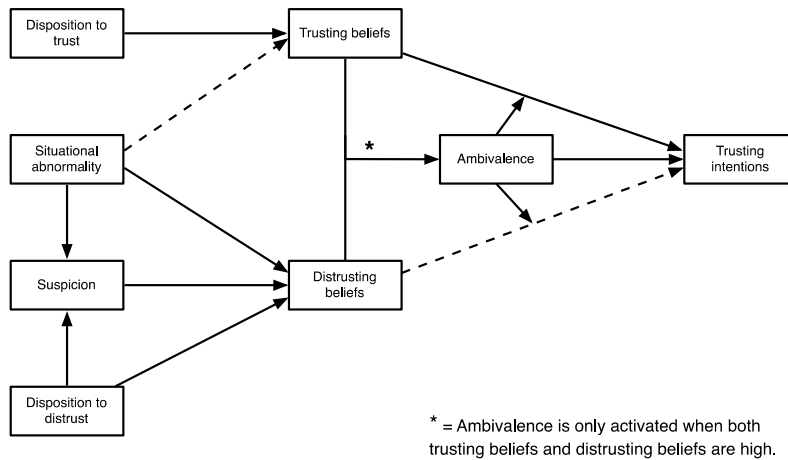 Disposition to
trust
Trusting beliefs
Situational
abnormality
*
Ambivalence
Trusting
intentions
Suspicion
Distrusting
beliefs
Disposition to
distrust
* = Ambivalence is only activated when both
trusting beliefs and distrusting beliefs are high.